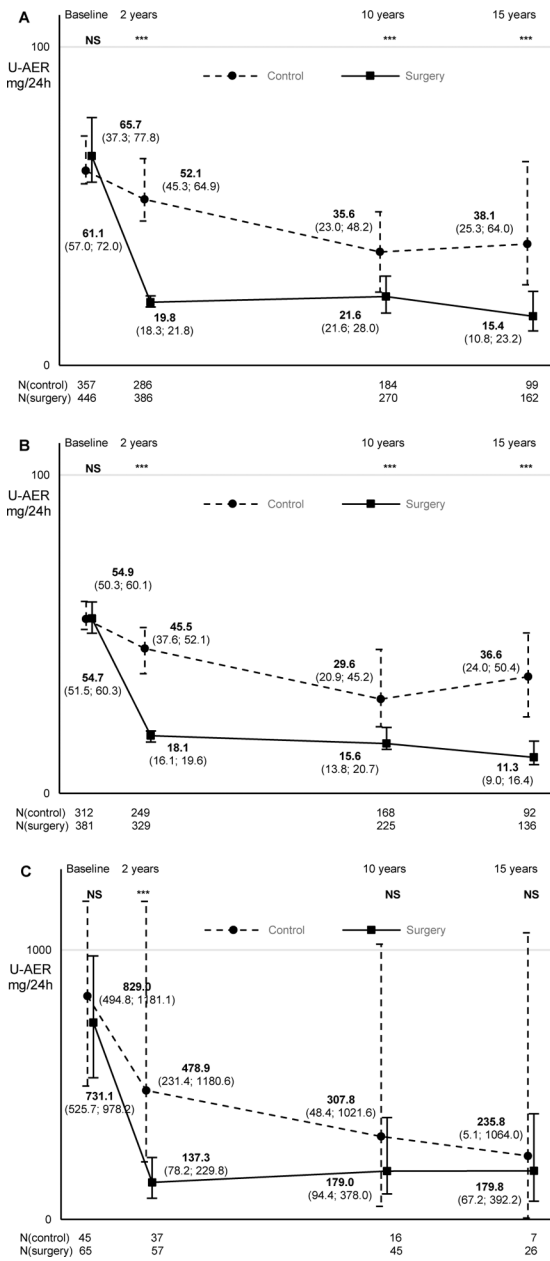 Baseline 2 years 10 years 15 years
A
NS *** *** ***
100
U-AER
mg/24h
Control Surgery
65.7
(37.3; 77.8)
52.1
(45.3; 64.9)
35.6
(23.0; 48.2)
38.1
(25.3; 64.0)
61.1
(57.0; 72.0)
19.8
(18.3; 21.8)
21.6
(21.6; 28.0)
15.4
(10.8; 23.2)
0
N(control) 357 286 184 99
N(surgery) 446 386 270 162
Baseline 2 years 10 years 15 years
B
NS *** *** ***
100
U-AER
mg/24h
Control Surgery
54.9
(50.3; 60.1)
45.5
(37.6; 52.1)
29.6
(20.9; 45.2)
36.6
(24.0; 50.4)
54.7
(51.5; 60.3)
18.1
(16.1; 19.6)
15.6
(13.8; 20.7)
11.3
(9.0; 16.4)
0
N(control) 312 249 168 92
N(surgery) 381 329 225 136
Baseline 2 years 10 years 15 years
C
NS *** NS NS
Control Surgery
1000
U-AER
mg/24h
829.0
(494.8; 1181.1)
478.9
(231.4; 1180.6)
307.8
(48.4; 1021.6)
235.8
(5.1; 1064.0)
731.1
(525.7; 978.2)
137.3
(78.2; 229.8)
179.0
(94.4; 378.0)
179.8
(67.2; 392.2)
0
N(control) 45 37 16 7
N(surgery) 65 57 45 26